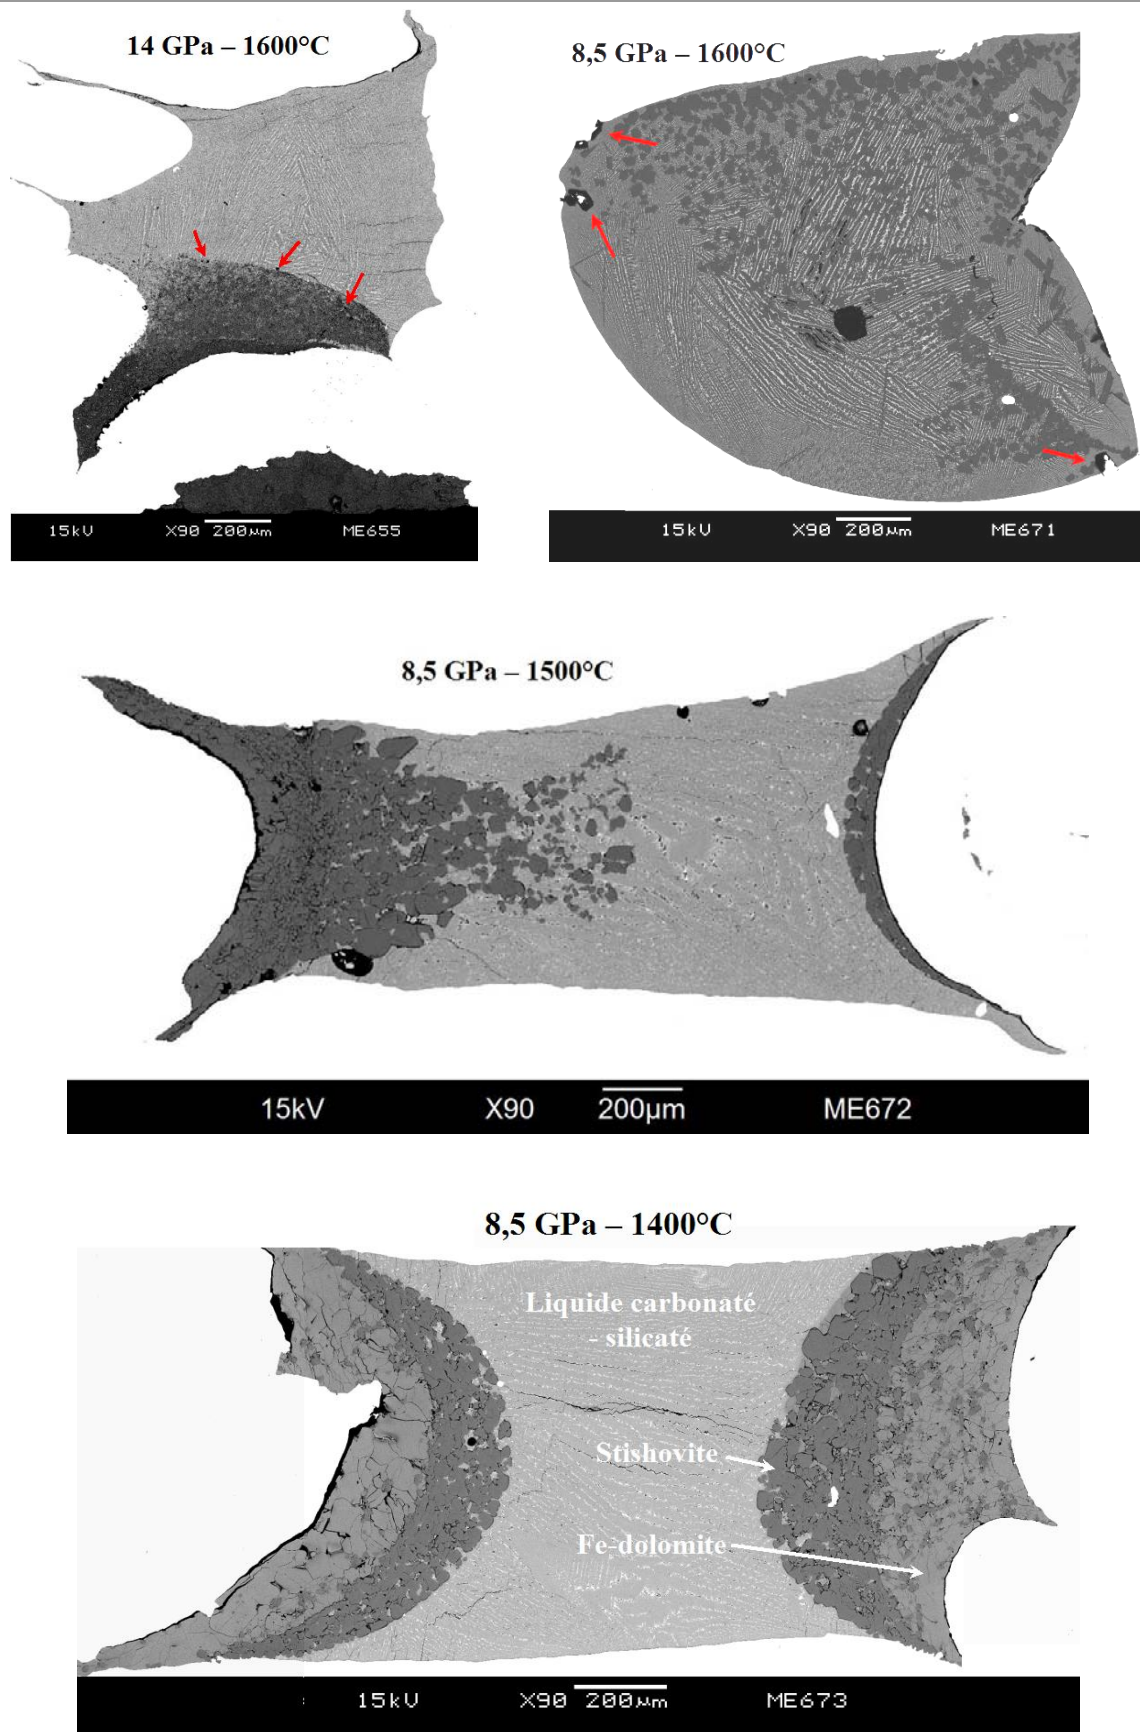 14 GPa – 1600°C
8,5 GPa – 1600°C
15kV X90 200µm ME655
15kV X90 200µm ME671
8,5 GPa – 1500°C
15kV X90 200µm ME672
8,5 GPa – 1400°C
Liquide carbonaté
- silicaté
Stishovite
Fe-dolomite
15kV X90 200µm ME673